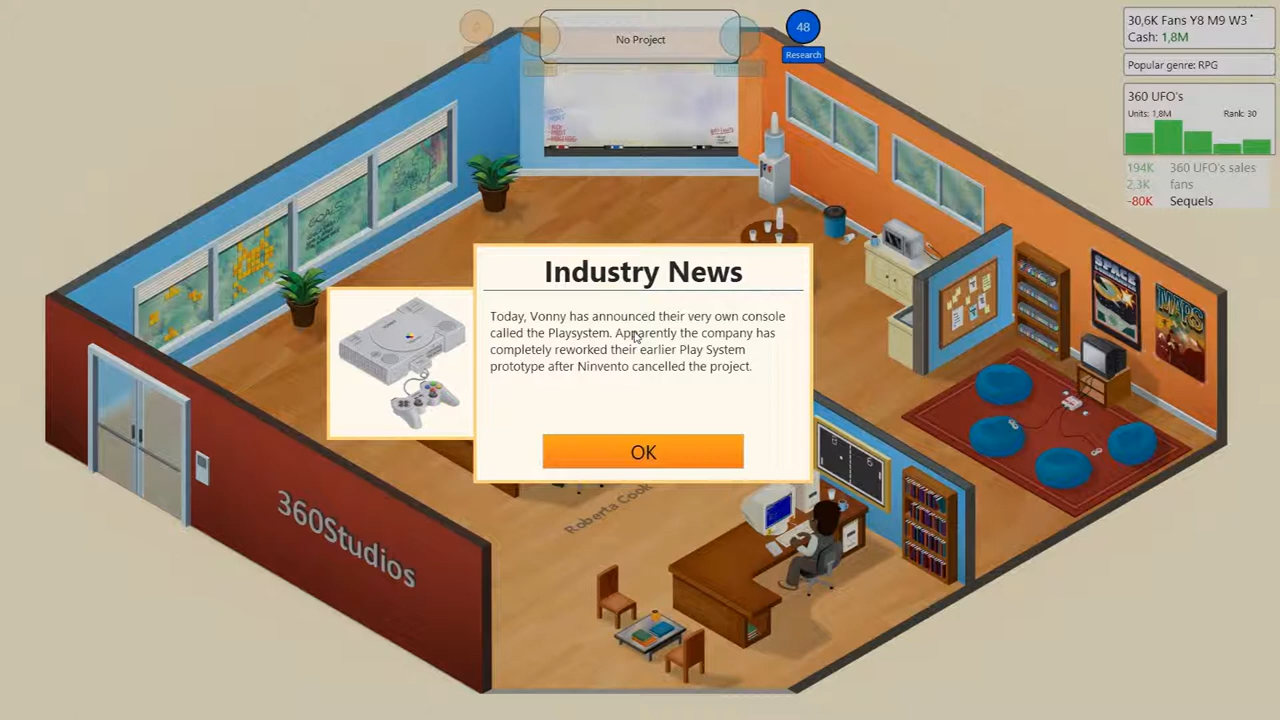 No Project
48
Research
30,6K Fans Y8 M9 W3
Cash: 1,8M
Popular genre: RPG
360 UFO's
Units: 1,8M Rank: 30
194K 360 UFO's sales
2,3K fans
-80K Sequels
GOALS
SPACE
Industry News
Today, Vonny has announced their very own console
called the Playsystem. Apparently the company has
completely reworked their earlier Play System
prototype after Ninvento cancelled the project.
OK
Roberta Cook
360Studios